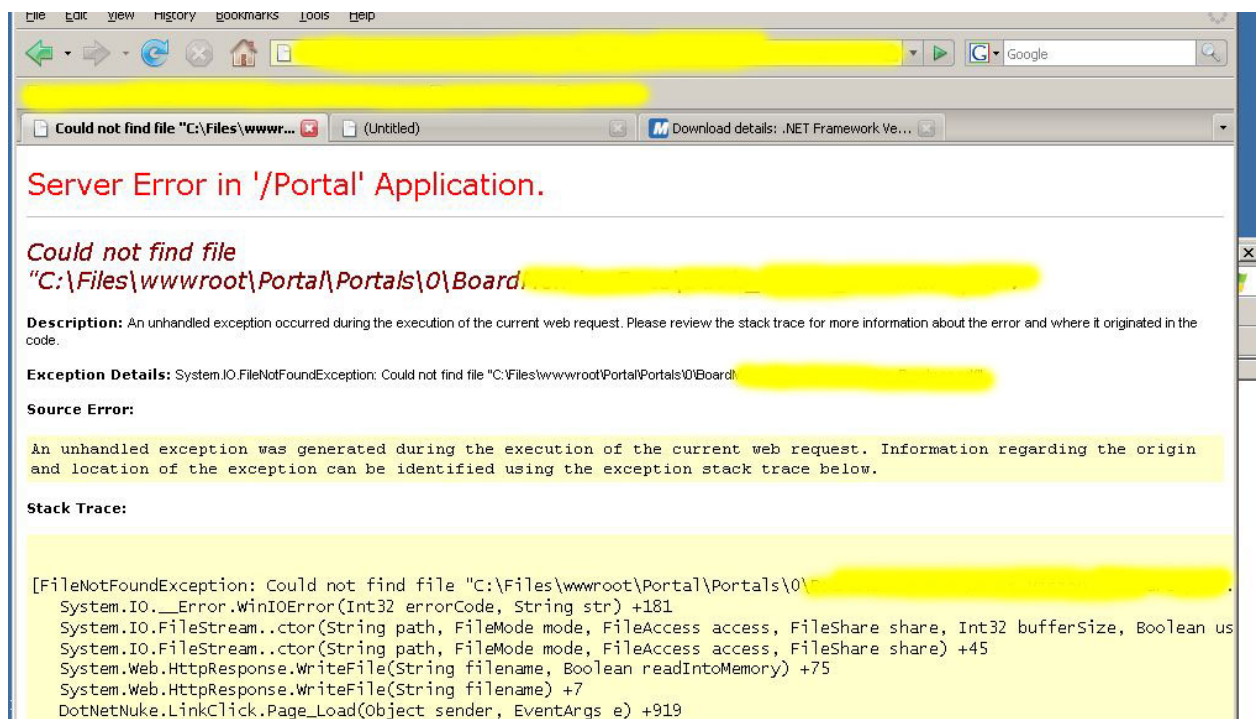 File Edit View History Bookmarks Tools Help
G Google
Could not find file "C:\Files\wwwr... (Untitled) Download details: .NET Framework Ve...
Server Error in '/Portal' Application.
Could not find file
"C:\Files\wwwroot\Portal\Portals\0\Board
Description: An unhandled exception occurred during the execution of the current web request. Please review the stack trace for more information about the error and where it originated in the
code.
Exception Details: System.IO.FileNotFoundException: Could not find file "C:\Files\wwwroot\Portal\Portals\0\Board
Source Error:
An unhandled exception was generated during the execution of the current web request. Information regarding the origin
and location of the exception can be identified using the exception stack trace below.
Stack Trace:
[FileNotFoundException: Could not find file "C:\Files\wwwroot\Portal\Portals\0\
System.IO.__Error.WinIOError(Int32 errorCode, String str) +181
System.IO.FileStream..ctor(String path, FileMode mode, FileAccess access, FileShare share, Int32 bufferSize, Boolean us
System.IO.FileStream..ctor(String path, FileMode mode, FileAccess access, FileShare share) +45
System.Web.HttpResponse.WriteFile(String filename, Boolean readIntoMemory) +75
System.Web.HttpResponse.WriteFile(String filename) +7
DotNetNuke.LinkClick.Page_Load(Object sender, EventArgs e) +919